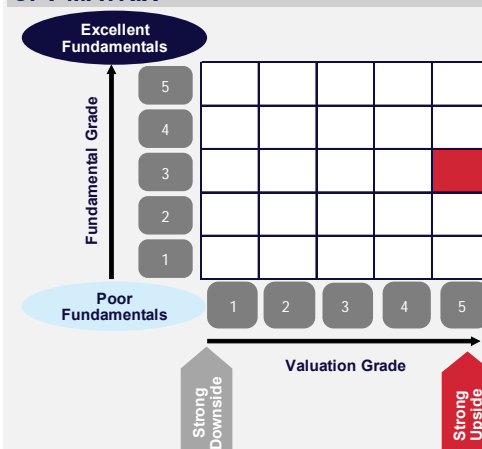 Excellent
Fundamentals
5
4
3
2
1
Fundamental Grade
Poor
Fundamentals
1 2 3 4 5
Valuation Grade
Strong
Downside
Strong
Upside